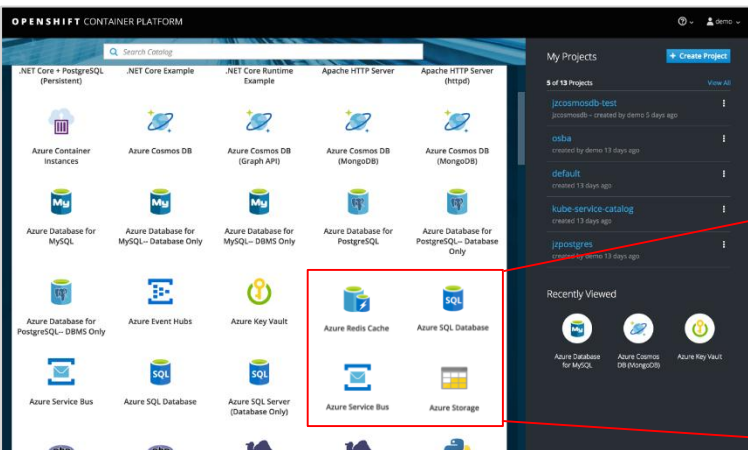 OPENSHIFT CONTAINER PLATFORM
demo
Search Catalog
.NET Core + PostgreSQL
(Persistent)
.NET Core Example
.NET Core Runtime
Example
Apache HTTP Server
Apache HTTP Server
(httpd)
Azure Container
Instances
Azure Cosmos DB
Azure Cosmos DB
(Graph API)
Azure Cosmos DB
(MongoDB)
Azure Cosmos DB
(MongoDB)
My
My
My
Azure Database for
MySQL
Azure Database for
MySQL-- Database Only
Azure Database for
MySQL-- DBMS Only
Azure Database for
PostgreSQL
Azure Database for
PostgreSQL-- Database
Only
SQL
Azure Database for
PostgreSQL-- DBMS Only
Azure Event Hubs
Azure Key Vault
Azure Redis Cache
Azure SQL Database
SQL
SQL
Azure Service Bus
Azure SQL Database
Azure SQL Server
(Database Only)
Azure Service Bus
Azure Storage
My Projects
+ Create Project
5 of 13 Projects
View All
jzcosmosdb-test
jzcosmosdb – created by demo 5 days ago
osba
created by demo 13 days ago
default
created 13 days ago
kube-service-catalog
created 13 days ago
jzpostgres
created by demo 13 days ago
Recently Viewed
My
Azure Database
for MySQL
Azure Cosmos
DB (MongoDB)
Azure Key Vault